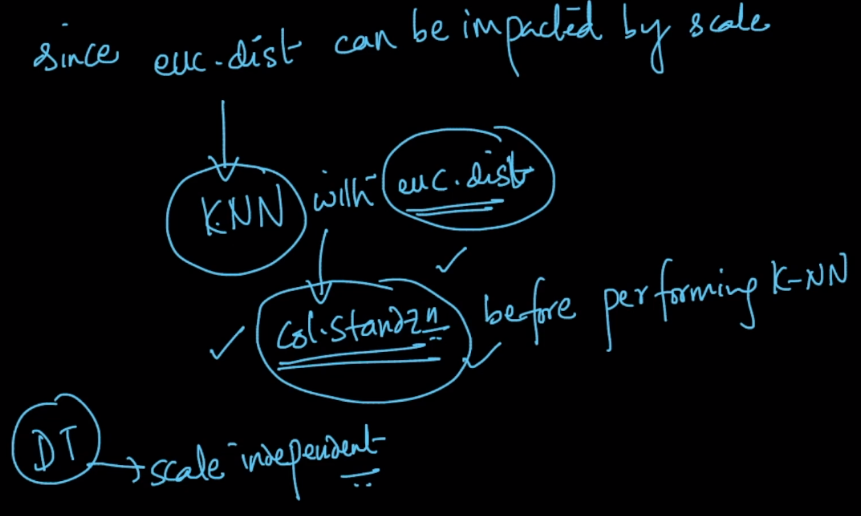 since euc.dist can be impacted by scale
KNN with euc.dist
col.standzn before performing K-NN
DT → scale independent